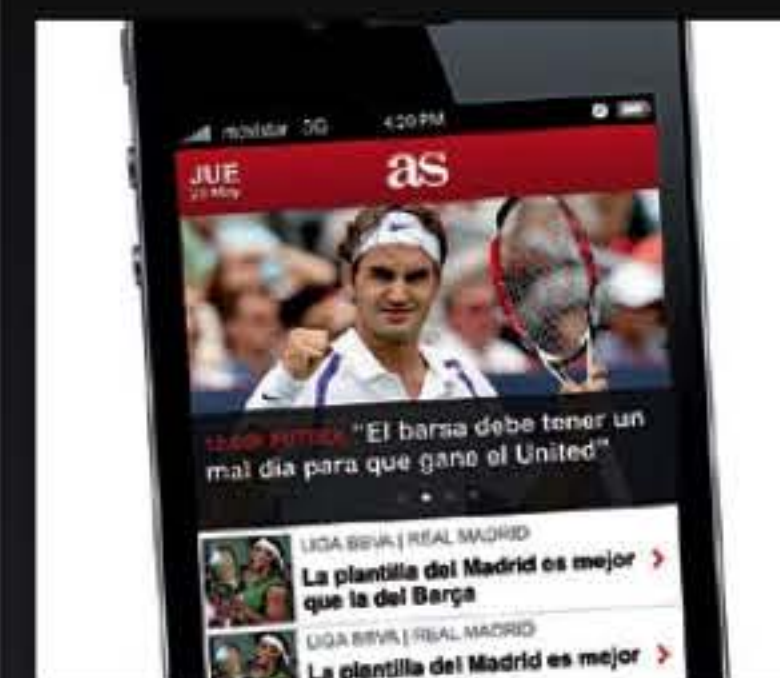 movistar 3G 4:20 PM
JUE
as
"El barsa debe tener un
mal día para que gane el United"
LIGA BBVA | REAL MADRID
La plantilla del Madrid es mejor
que la del Barça
LIGA BBVA | REAL MADRID
La plantilla del Madrid es mejor